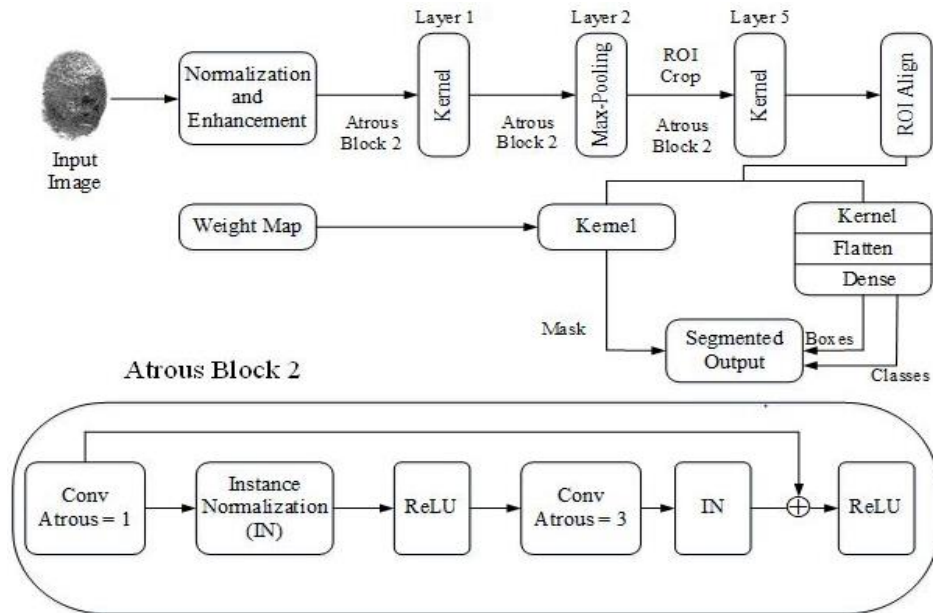 Layer 1
Layer 2
Layer 5
Input
Image
Normalization
and
Enhancement
Atrous
Block 2
Kernel
Atrous
Block 2
Max-Pooling
ROI
Crop
Atrous
Block 2
Kernel
ROI Align
Weight Map
Kernel
Kernel
Flatten
Dense
Mask
Segmented
Output
Boxes
Classes
Atrous Block 2
Conv
Atrous = 1
Instance
Normalization
(IN)
ReLU
Conv
Atrous = 3
IN
ReLU